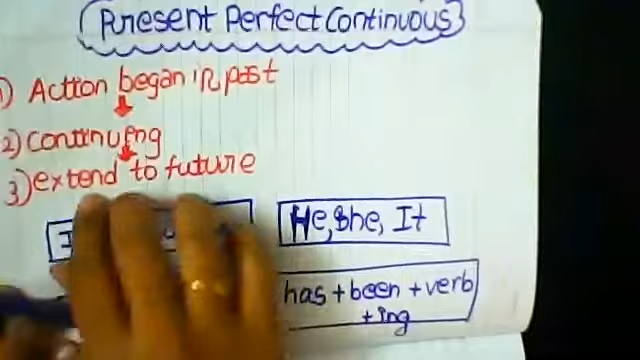 Present Perfect Continuous
1) Action began in past
2) continuing
3) extend to future
He, She, It
has + been + verb
+ ing